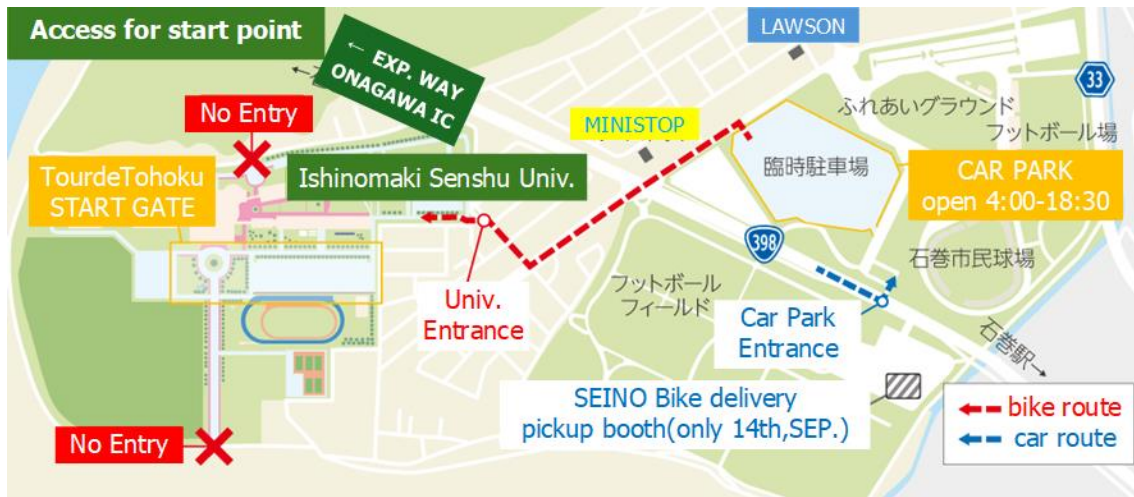 Access for start point
← EXP. WAY
ONAGAWA IC
LAWSON
33
No Entry
MINISTOP
ふれあいグラウンド
フットボール場
TourdeTohoku
START GATE
Ishinomaki Senshu Univ.
臨時駐車場
CAR PARK
open 4:00-18:30
398
石巻市民球場
フットボール
フィールド
Univ.
Entrance
Car Park
Entrance
石巻駅→
SEINO Bike delivery
pickup booth(only 14th,SEP.)
No Entry
bike route
car route